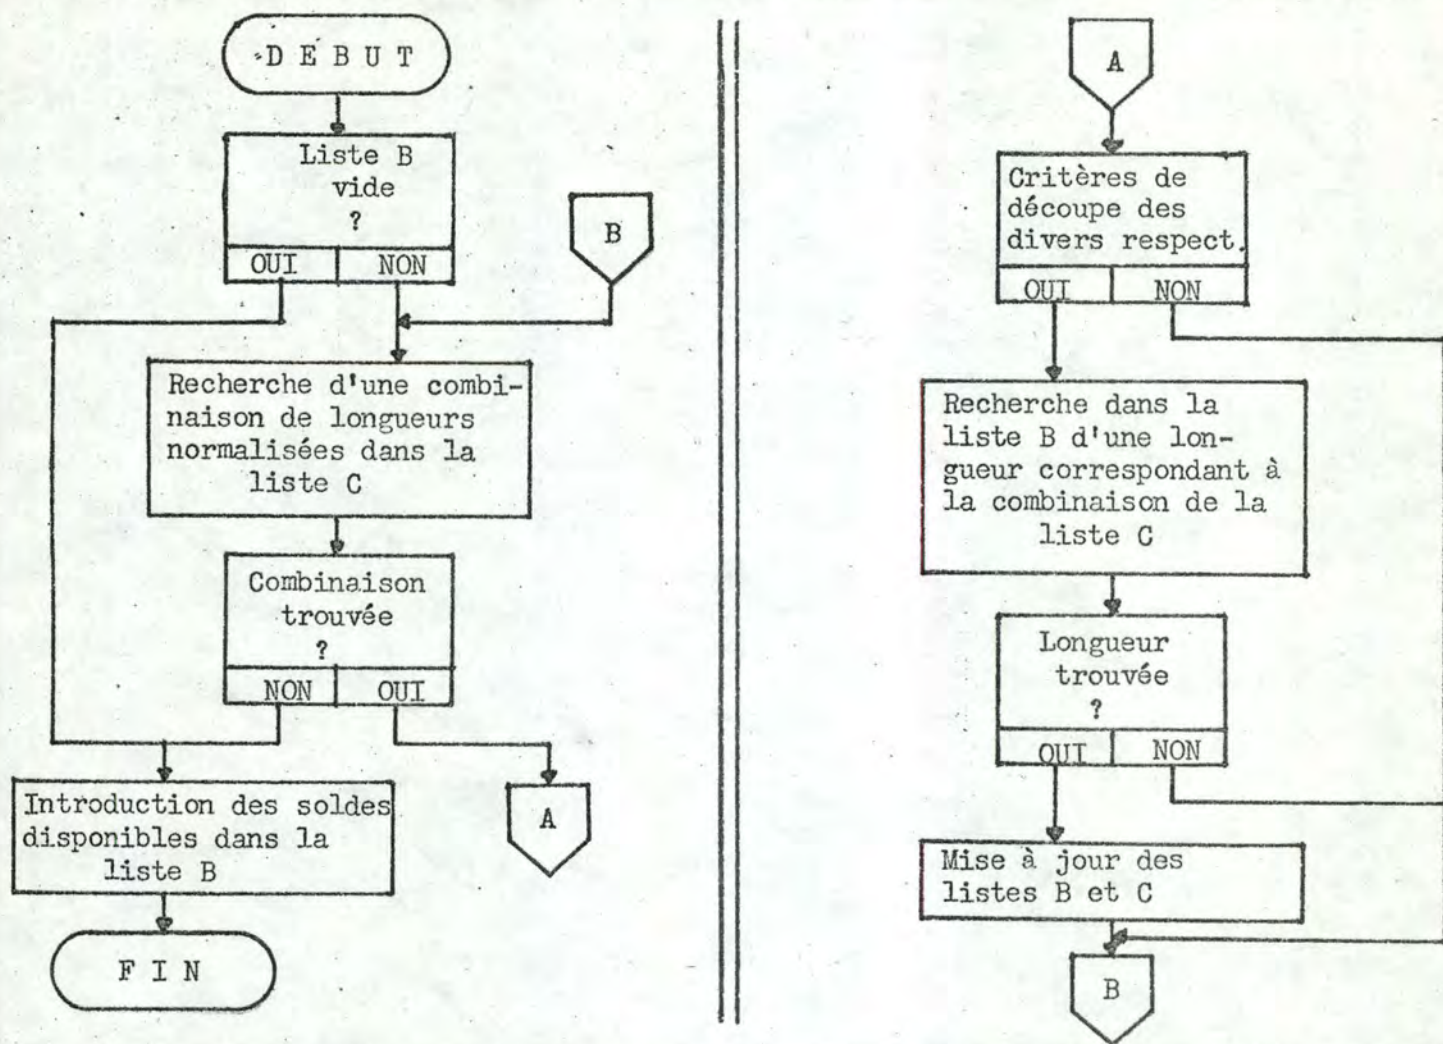 D É B U T
Liste B
vide
?
OUI
NON
B
Recherche d'une combi-
naison de longueurs
normalisées dans la
liste C
Combinaison
trouvée
?
NON
OUI
Introduction des soldes
disponibles dans la
liste B
A
F I N
A
Critères de
découpe des
divers respect.
OUI
NON
Recherche dans la
liste B d'une lon-
gueur correspondant à
la combinaison de la
liste C
Longueur
trouvée
?
OUI
NON
Mise à jour des
listes B et C
B